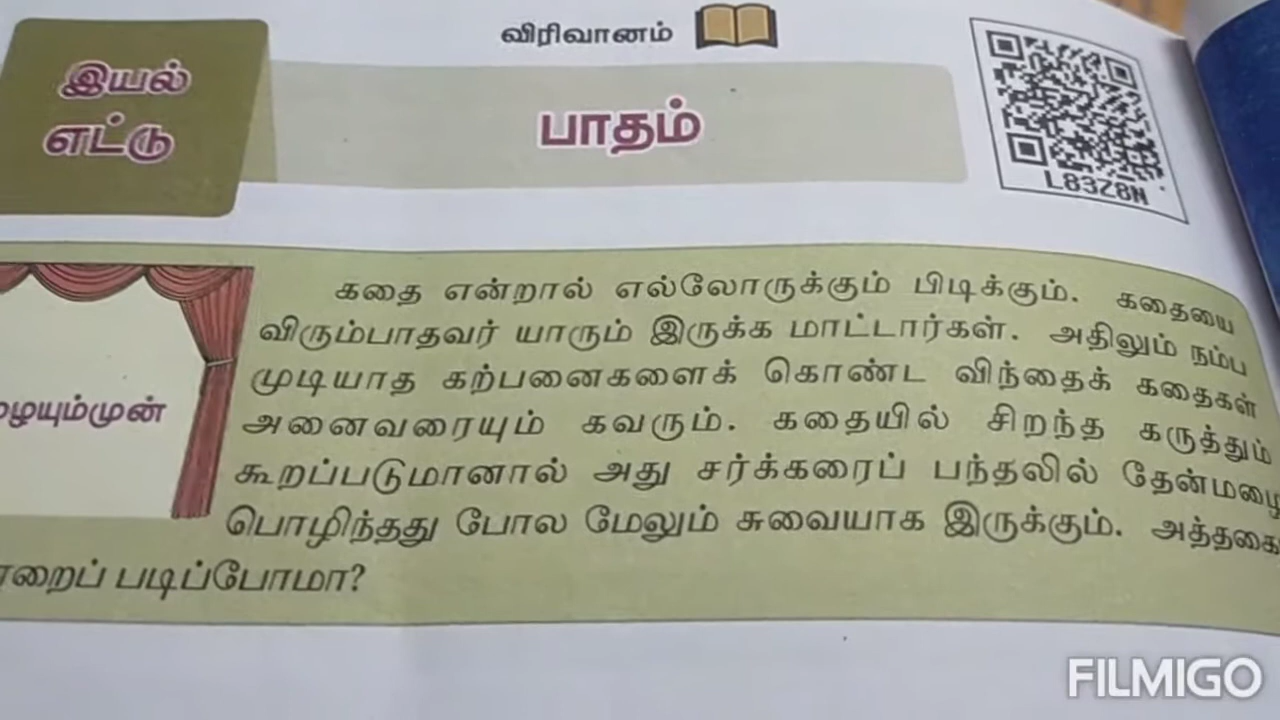 விரிவானம்
இயல்
எட்டு
பாதம்
L83Z8N
கதை என்றால் எல்லோருக்கும் பிடிக்கும். கதையை
விரும்பாதவர் யாரும் இருக்க மாட்டார்கள். அதிலும் நம்ப
முடியாத கற்பனைகளைக் கொண்ட விந்தைக் கதைகள்
அனைவரையும் கவரும். கதையில் சிறந்த கருத்தும்
கூறப்படுமானால் அது சர்க்கரைப் பந்தலில் தேன்மழை
பொழிந்தது போல மேலும் சுவையாக இருக்கும்.
படிப்போமா?
FILMIGO